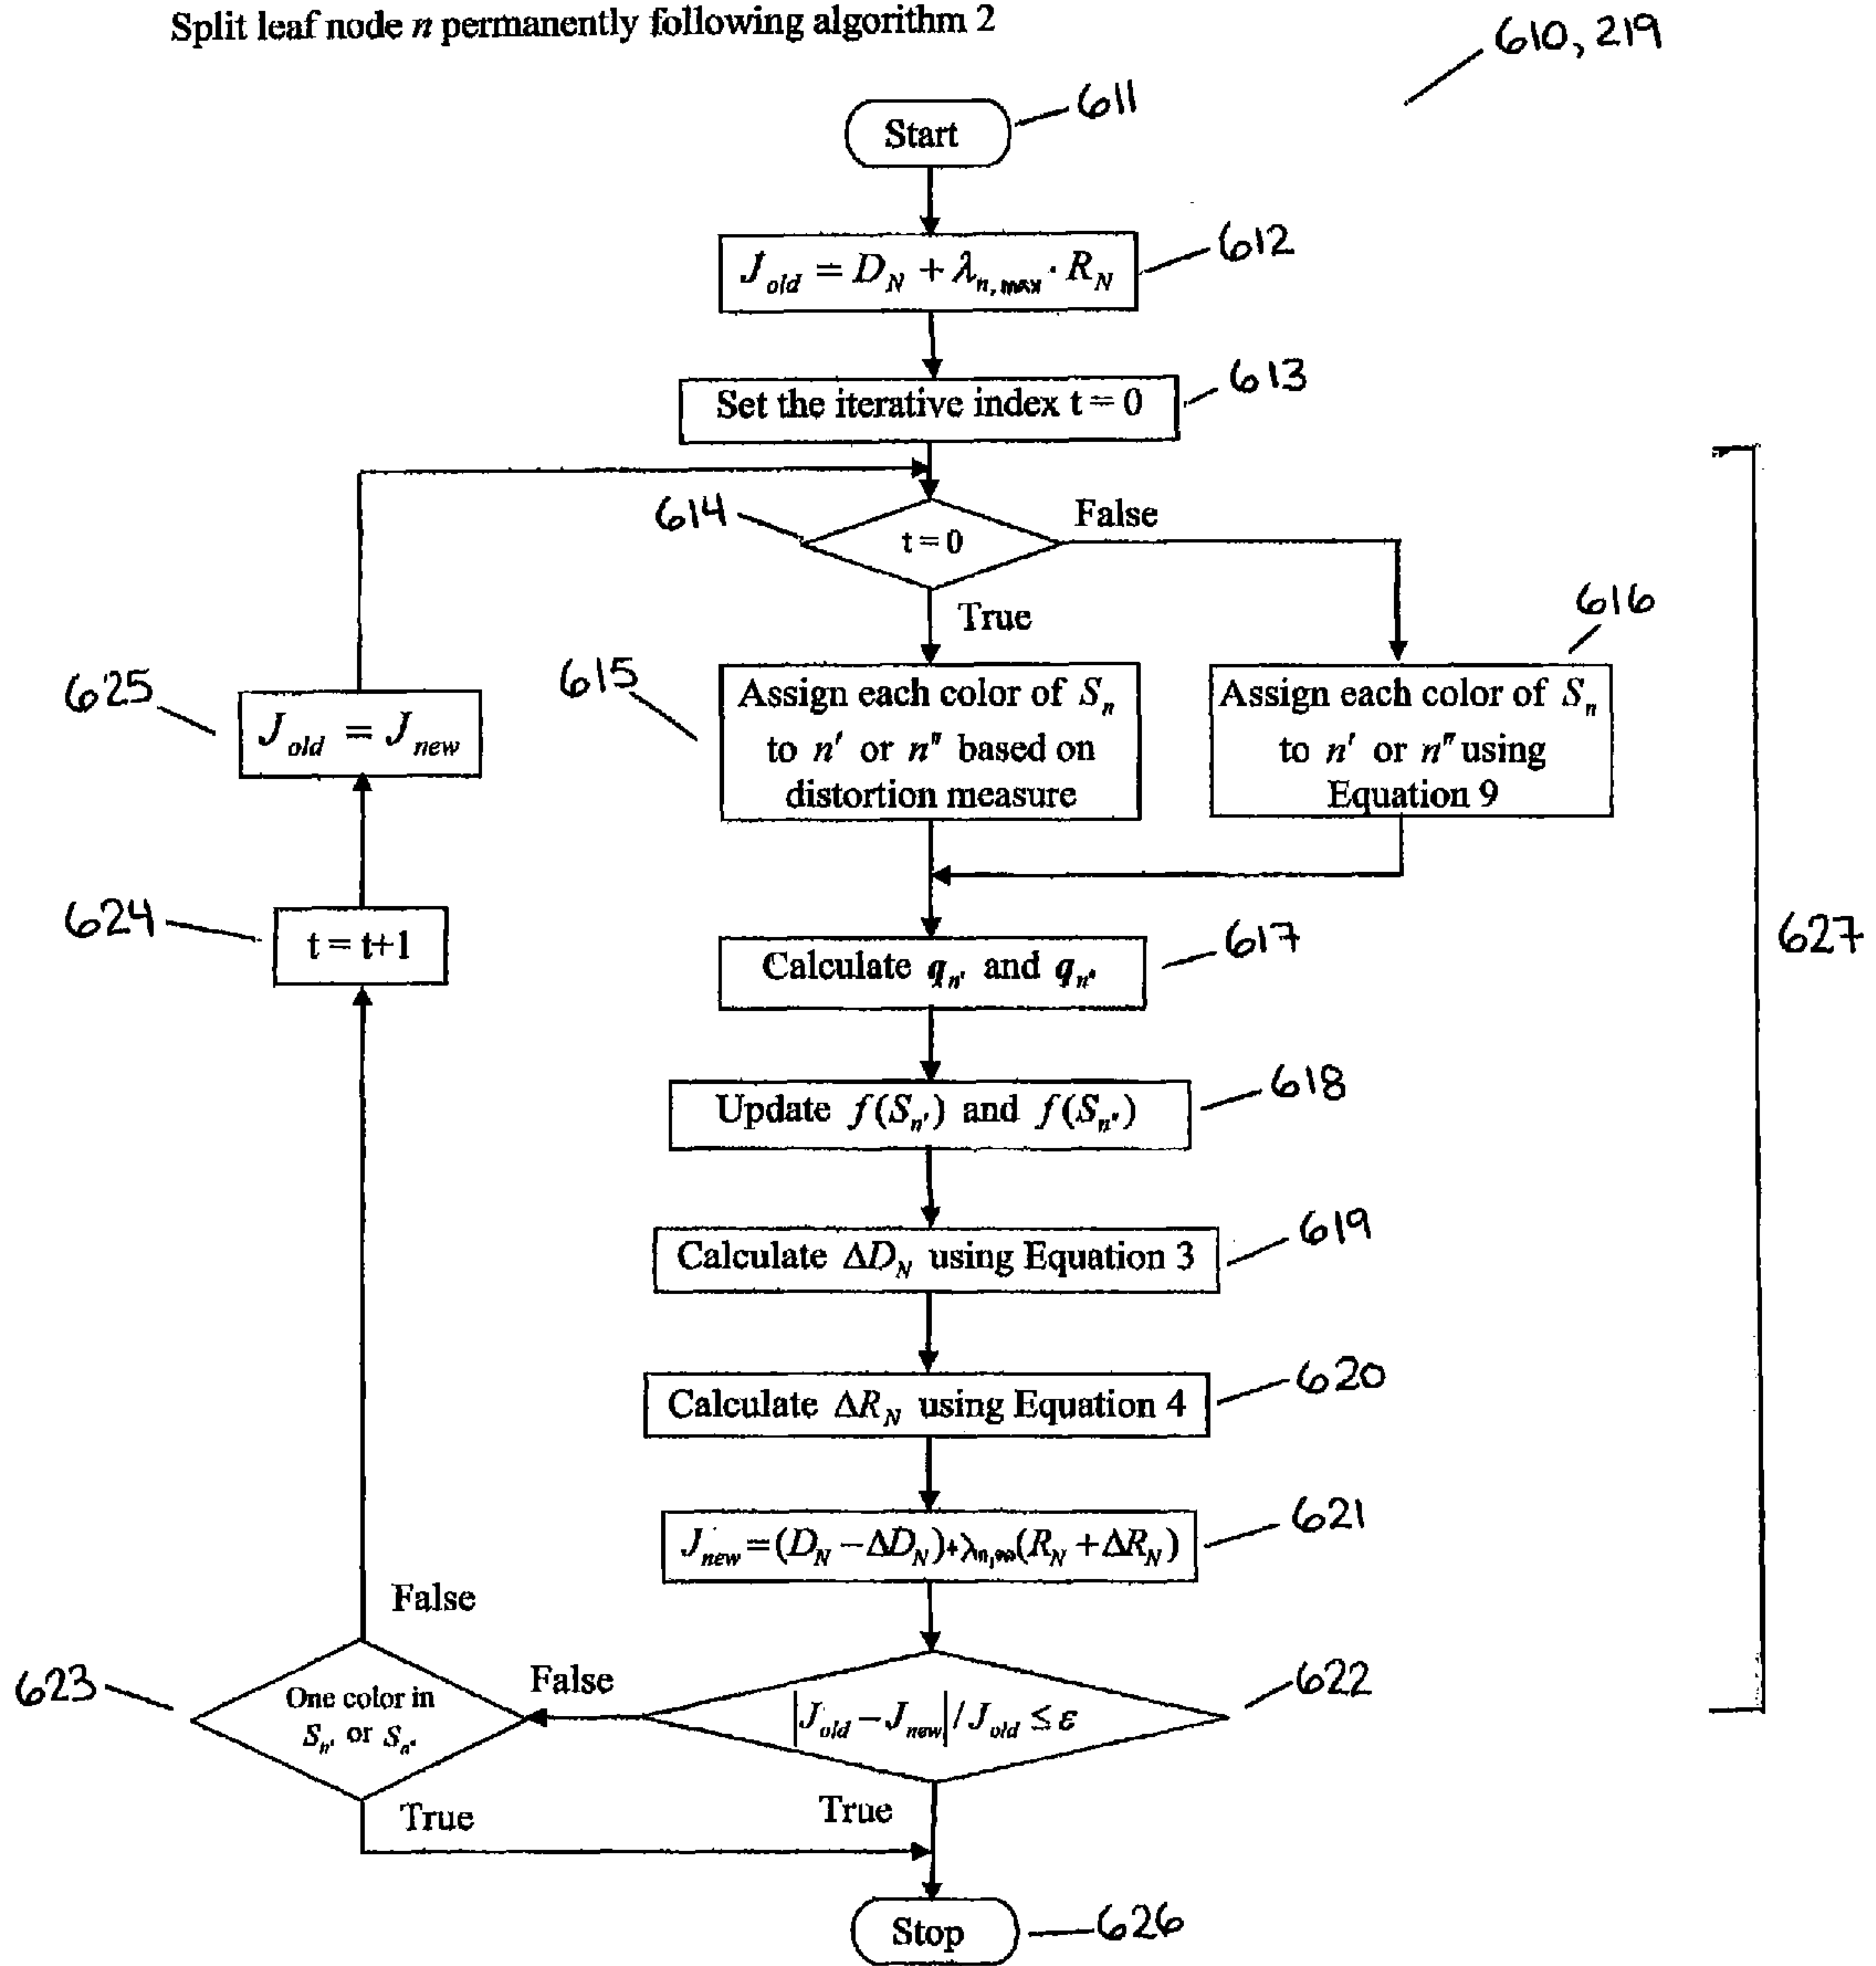 Split leaf node n permanently following algorithm 2
610, 219
Start
611
J_old = D_N + λ_n,max · R_N
612
Set the iterative index t = 0
613
614
t = 0
False
True
615
Assign each color of S_n
to n′ or n″ based on
distortion measure
616
Assign each color of S_n
to n′ or n″ using
Equation 9
625
J_old = J_new
624
t = t+1
627
Calculate q_n′ and q_n″
617
Update f(S_n′) and f(S_n″)
618
Calculate ΔD_N using Equation 3
619
Calculate ΔR_N using Equation 4
620
J_new = (D_N − ΔD_N) + λ (R_N + ΔR_N)
621
False
623
One color in
S_n′ or S_n″
False
|J_old − J_new| / J_old ≤ ε
622
True
True
Stop
626